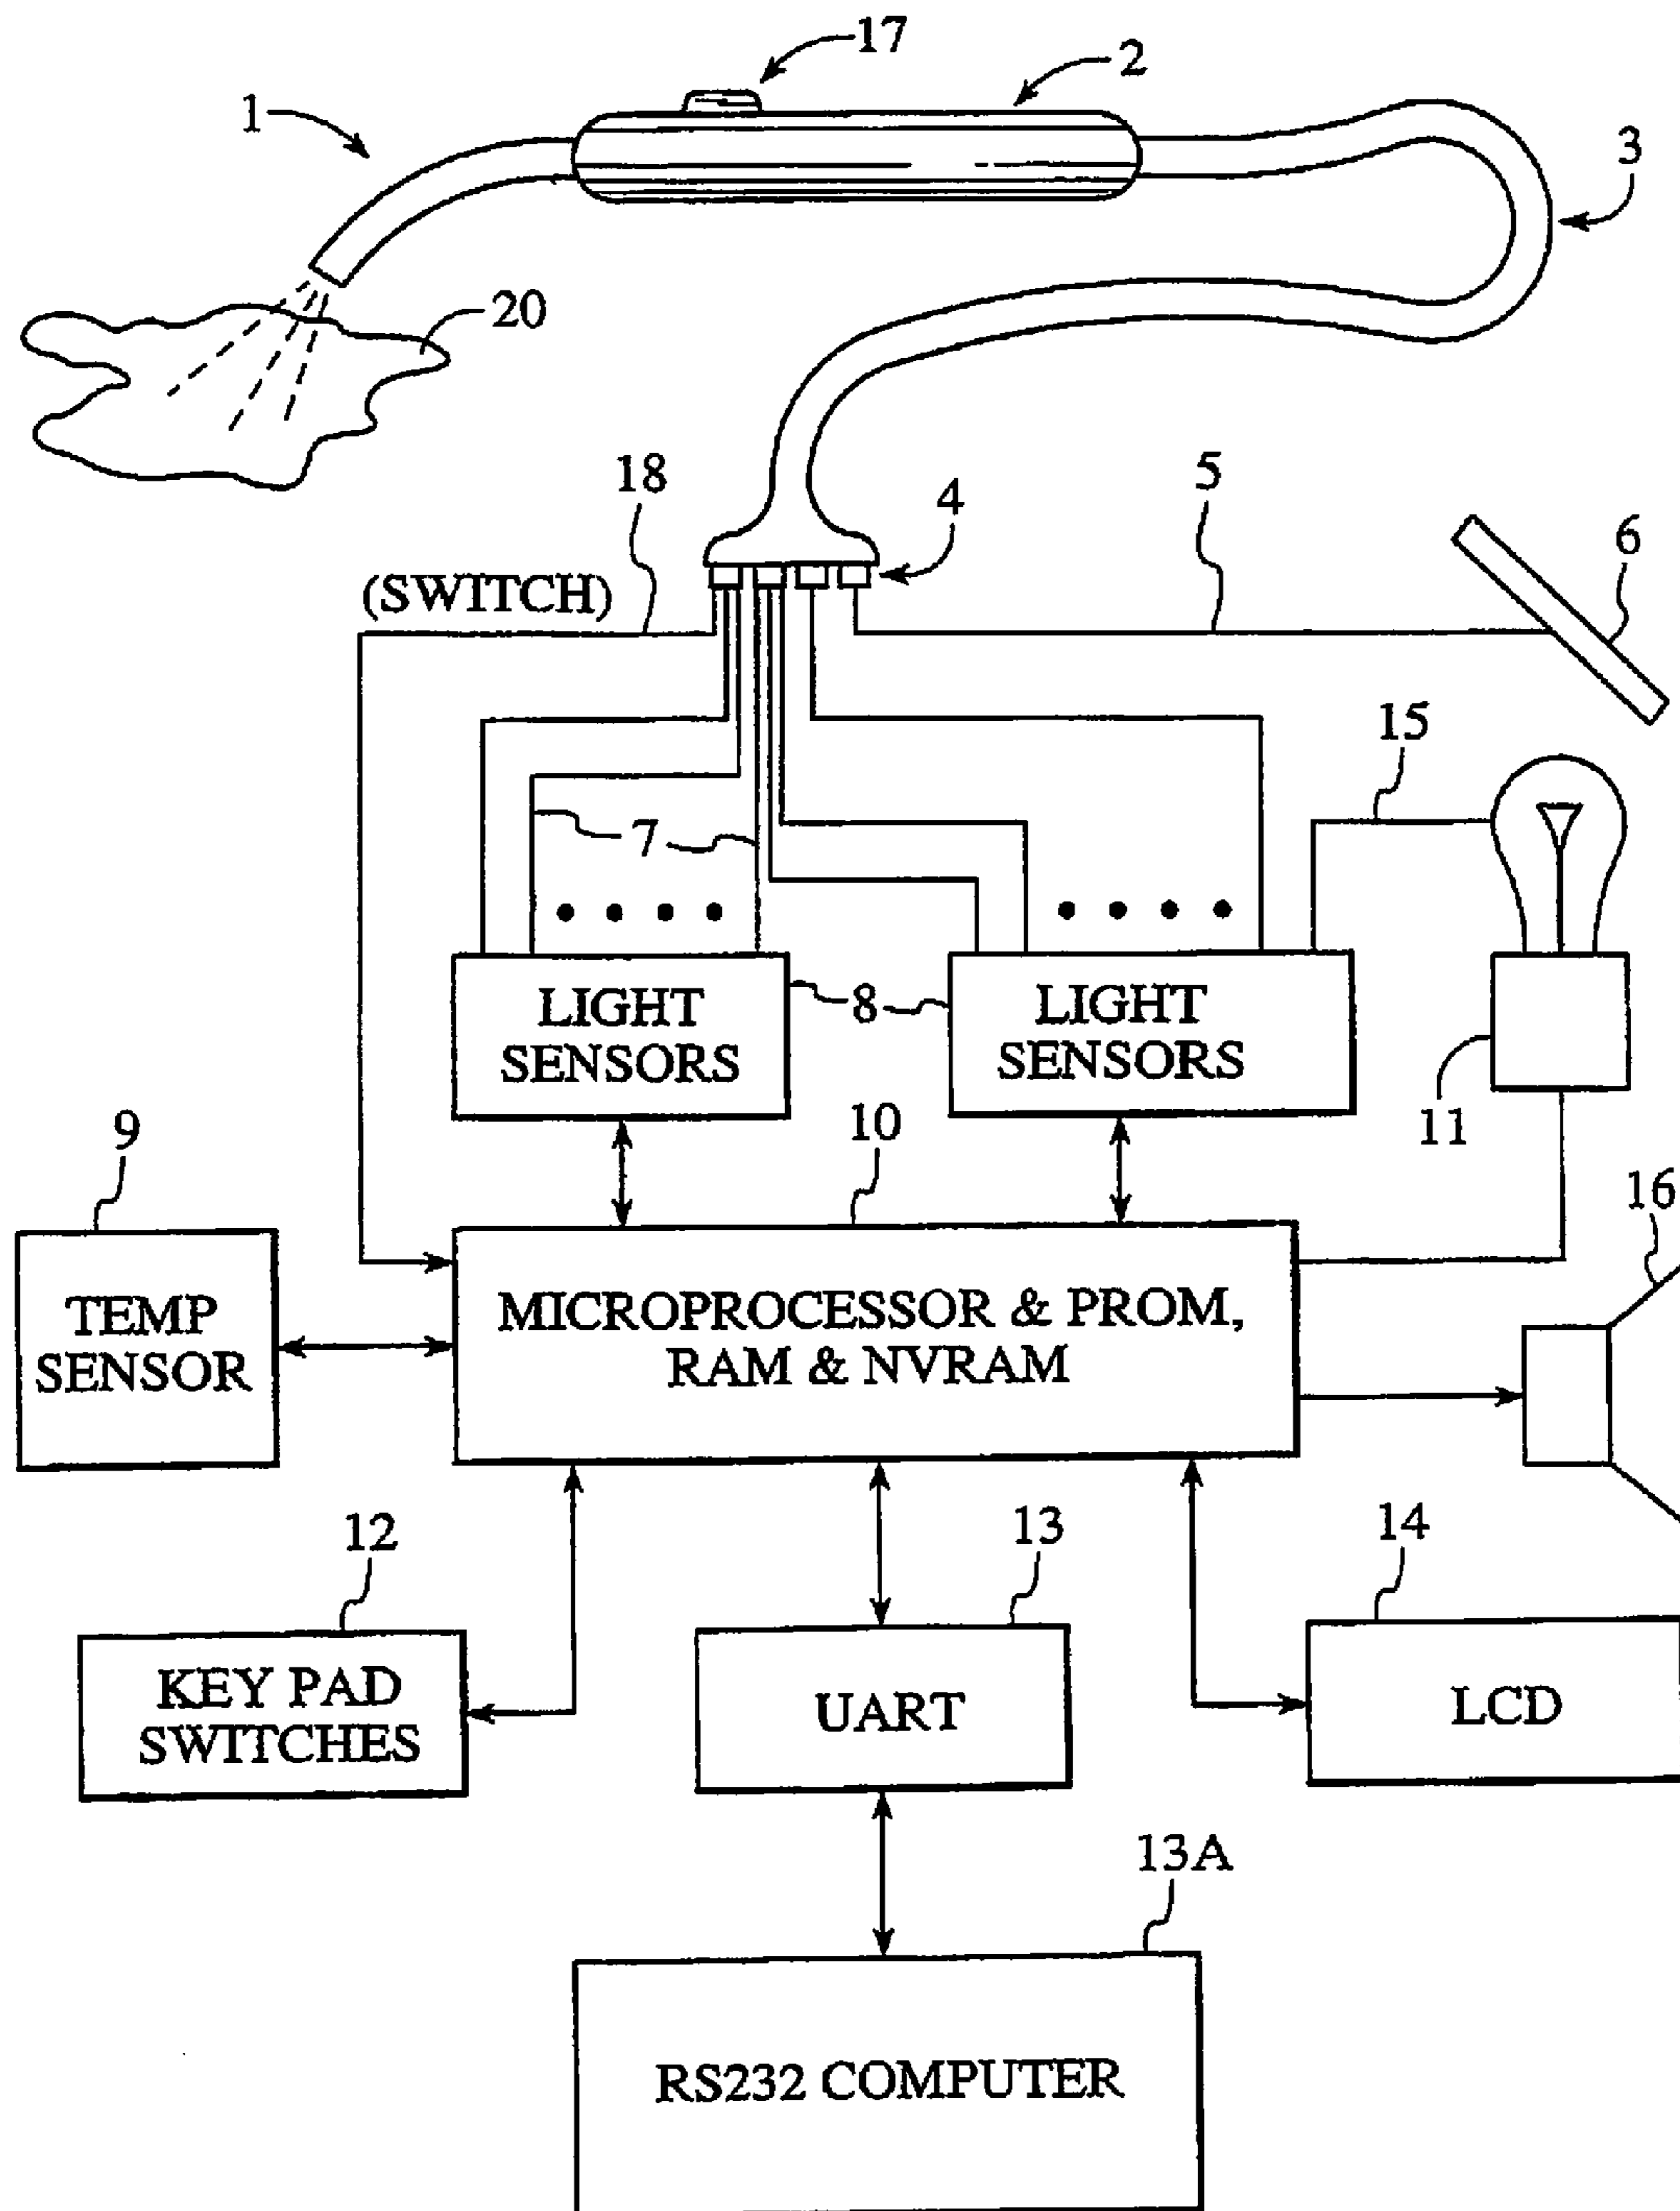 17
2
1
3
20
18
5
4
6
(SWITCH)
15
7
LIGHT
SENSORS
8
LIGHT
SENSORS
11
9
10
16
TEMP
SENSOR
MICROPROCESSOR & PROM,
RAM & NVRAM
12
13
14
KEY PAD
SWITCHES
UART
LCD
13A
RS232 COMPUTER